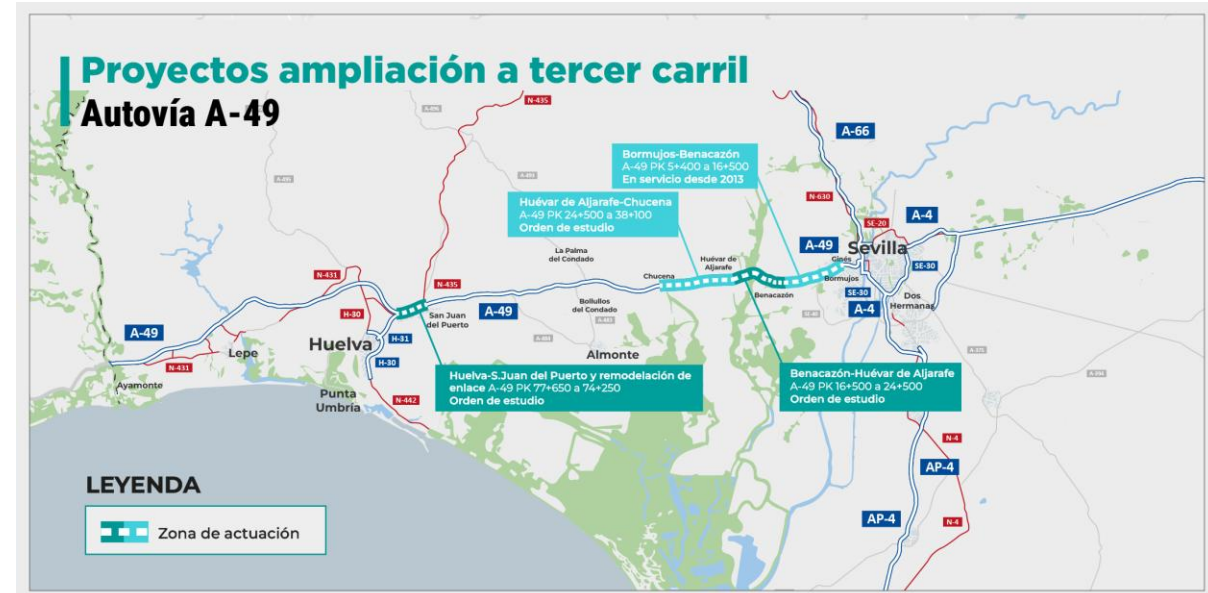 Proyectos ampliación a tercer carril
Autovía A-49
N-435
A-66
Bormujos-Benacazón
A-49 PK 5+400 a 16+500
En servicio desde 2013
Huévar de Aljarafe-Chucena
A-49 PK 24+500 a 38+100
Orden de estudio
N-630
A-4
SE-20
A-49
Sevilla
Ginés
La Palma
del Condado
Huévar de
Aljarafe
Chucena
Bormujos
SE-30
Benacazón
SE-30
Dos
Hermanas
A-4
N-431
N-435
H-30
San Juan
del Puerto
A-49
Bollullos
del Condado
A-49
Huelva
H-31
H-30
Lepe
N-431
Almonte
Ayamonte
Punta
Umbría
N-442
Huelva-S.Juan del Puerto y remodelación de
enlace A-49 PK 77+650 a 74+250
Orden de estudio
Benacazón-Huévar de Aljarafe
A-49 PK 16+500 a 24+500
Orden de estudio
N-4
AP-4
AP-4
N-4
LEYENDA
Zona de actuación